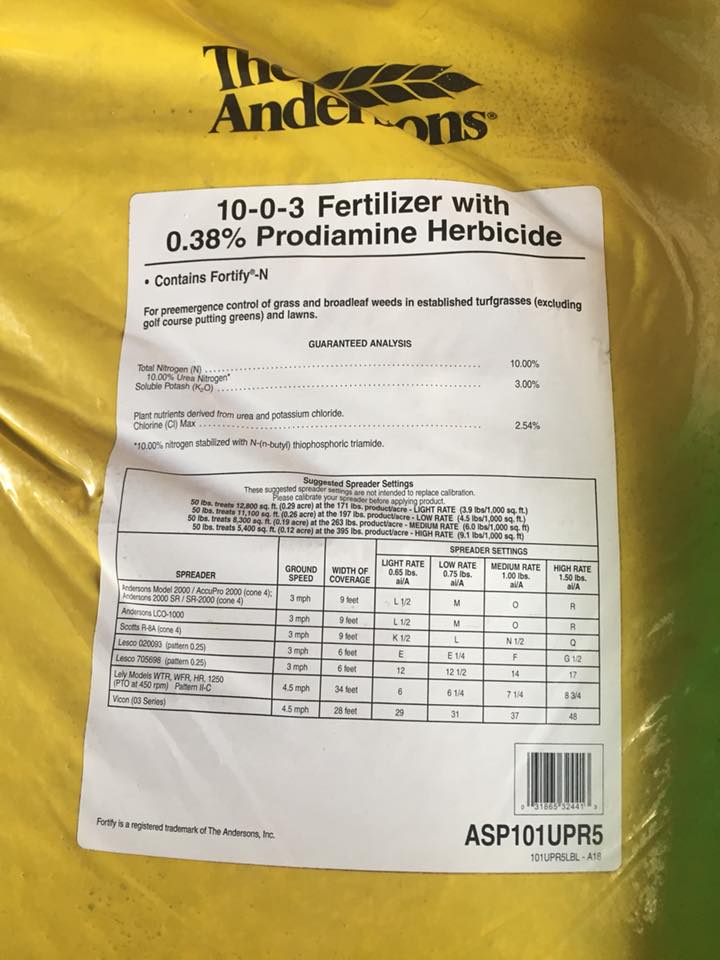 The
Andersons®
10-0-3 Fertilizer with
0.38% Prodiamine Herbicide
• Contains Fortify®-N
For preemergence control of grass and broadleaf weeds in established turfgrasses (excluding
golf course putting greens) and lawns.
GUARANTEED ANALYSIS
Total Nitrogen (N) .......... 10.00%
10.00% Urea Nitrogen*
Soluble Potash (K₂O) .......... 3.00%
Plant nutrients derived from urea and potassium chloride.
Chlorine (Cl) Max .......... 2.54%
*10.00% nitrogen stabilized with N-(n-butyl) thiophosphoric triamide.
Suggested Spreader Settings
These suggested spreader settings are not intended to replace calibration.
Please calibrate your spreader before applying product.
50 lbs. treats 12,800 sq. ft. (0.29 acre) at the 171 lbs. product/acre - LIGHT RATE (3.9 lbs/1,000 sq. ft.)
50 lbs. treats 11,100 sq. ft. (0.26 acre) at the 197 lbs. product/acre - LOW RATE (4.5 lbs/1,000 sq. ft.)
50 lbs. treats 8,300 sq. ft. (0.19 acre) at the 263 lbs. product/acre - MEDIUM RATE (6.0 lbs/1,000 sq. ft)
50 lbs. treats 5,400 sq. ft. (0.12 acre) at the 395 lbs. product/acre - HIGH RATE (9.1 lbs/1,000 sq. ft)
SPREADER SETTINGS
SPREADER GROUND SPEED WIDTH OF COVERAGE LIGHT RATE 0.65 lbs. ai/A LOW RATE 0.75 lbs. ai/A MEDIUM RATE 1.00 lbs. ai/A HIGH RATE 1.50 lbs. ai/A
Andersons Model 2000 / AccuPro 2000 (cone 4);
Andersons 2000 SR / SR-2000 (cone 4) 3 mph 9 feet L 1/2 M O R
Andersons LCO-1000 3 mph 9 feet L 1/2 M O R
Scotts R-8A (cone 4) 3 mph 9 feet K 1/2 L N 1/2 Q
Lesco 020093 (pattern 0.25) 3 mph 6 feet E E 1/4 F G 1/2
Lesco 705698 (pattern 0.25) 3 mph 6 feet 12 12 1/2 14 17
Lely Models WTR, WFR, HR, 1250
(PTO at 450 rpm) Pattern II-C 4.5 mph 34 feet 6 6 1/4 7 1/4 8 3/4
Vicon (03 Series) 4.5 mph 28 feet 29 31 37 48
0 31865 32441 3
Fortify is a registered trademark of The Andersons, Inc.
ASP101UPR5
101UPR5LBL - A16